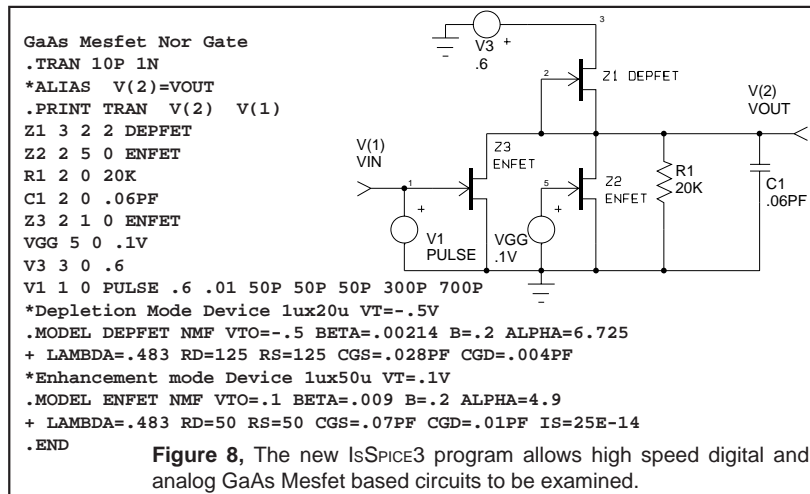 GaAs Mesfet Nor Gate
.TRAN 10P 1N
*ALIAS V(2)=VOUT
.PRINT TRAN V(2) V(1)
Z1 3 2 2 DEPFET
Z2 2 5 0 ENFET
R1 2 0 20K
C1 2 0 .06PF
Z3 2 1 0 ENFET
VGG 5 0 .1V
V3 3 0 .6
V1 1 0 PULSE .6 .01 50P 50P 50P 300P 700P
*Depletion Mode Device 1ux20u VT=-.5V
.MODEL DEPFET NMF VTO=-.5 BETA=.00214 B=.2 ALPHA=6.725
+ LAMBDA=.483 RD=125 RS=125 CGS=.028PF CGD=.004PF
*Enhancement mode Device 1ux50u VT=.1V
.MODEL ENFET NMF VTO=.1 BETA=.009 B=.2 ALPHA=4.9
+ LAMBDA=.483 RD=50 RS=50 CGS=.07PF CGD=.01PF IS=25E-14
.END
3
V3 +
.6
2
Z1 DEPFET
V(2)
VOUT
V(1)
VIN
Z3
ENFET
1
5
Z2
ENFET
R1
20K
C1
.06PF
+
V1
PULSE
+
VGG
.1V
Figure 8, The new IsSpice3 program allows high speed digital and
analog GaAs Mesfet based circuits to be examined.